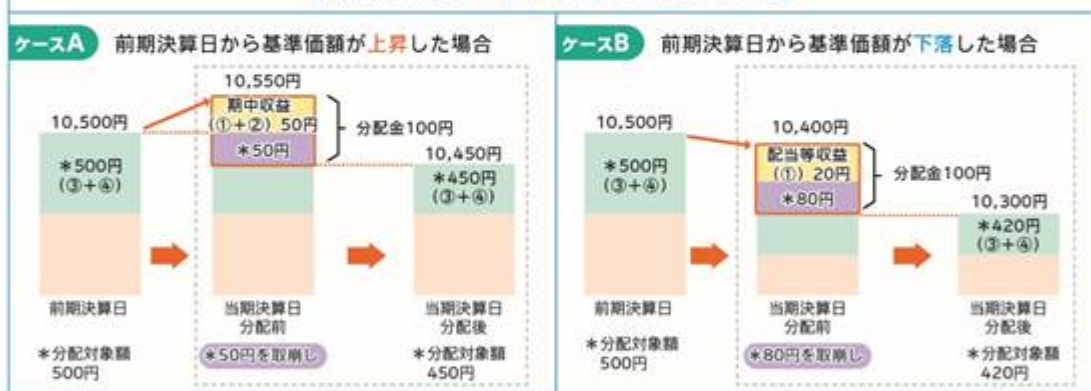 ケースA 前期決算日から基準価額が上昇した場合
10,550円
10,500円
期中収益
(①+②) 50円
*50円
分配金100円
*500円
(③+④)
10,450円
*450円
(③+④)
前期決算日
当期決算日
分配前
当期決算日
分配後
*分配対象額
500円
*50円を取崩し
*分配対象額
450円
ケースB 前期決算日から基準価額が下落した場合
10,500円
10,400円
*500円
(③+④)
配当等収益
(①) 20円
*80円
分配金100円
10,300円
*420円
(③+④)
前期決算日
当期決算日
分配前
当期決算日
分配後
*分配対象額
500円
*80円を取崩し
*分配対象額
420円